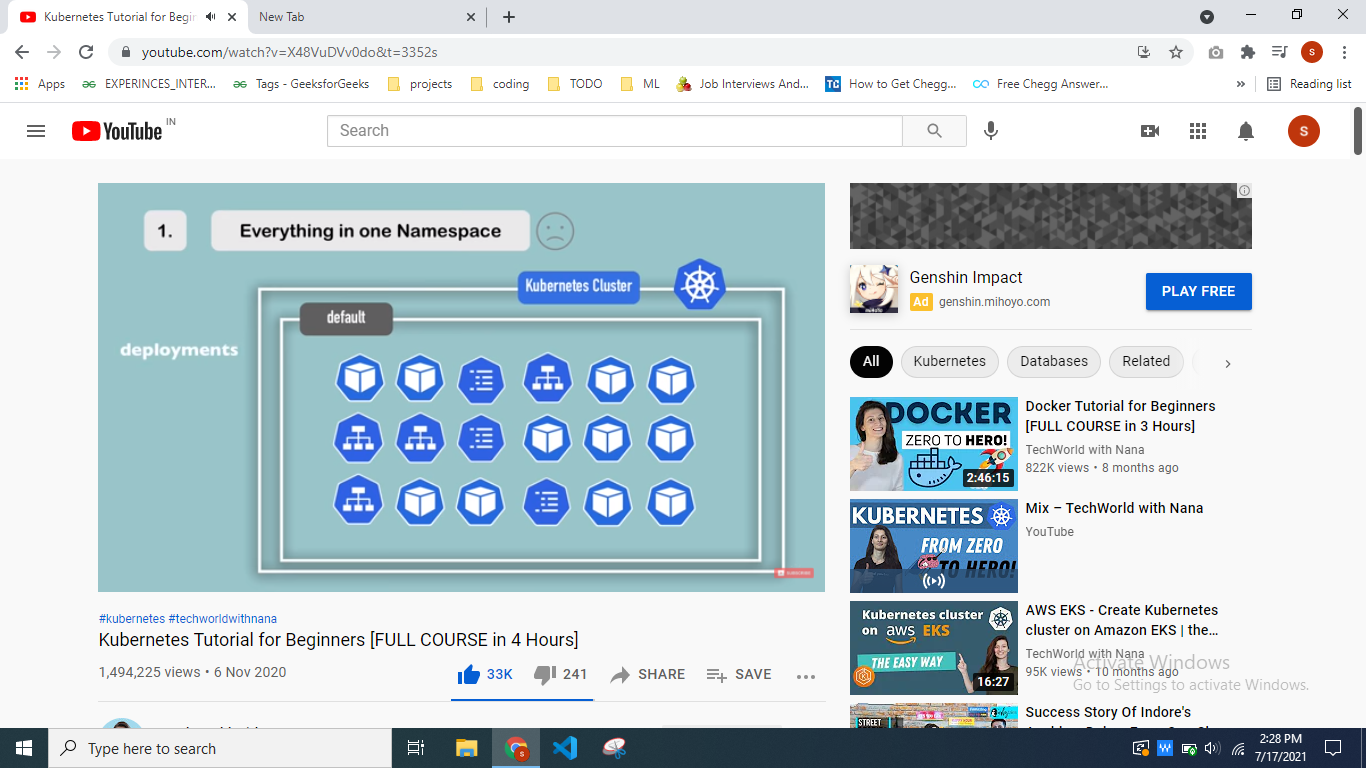 Kubernetes Tutorial for Begin
New Tab
youtube.com/watch?v=X48VuDVv0do&t=3352s
S
Apps
EXPERINCES_INTER...
Tags - GeeksforGeeks
projects
coding
TODO
ML
Job Interviews And...
TC
How to Get Chegg...
Free Chegg Answer...
»
Reading list
YouTube IN
Search
S
1. Everything in one Namespace
Kubernetes Cluster
default
deployments
SUBSCRIBE
#kubernetes #techworldwithnana
Kubernetes Tutorial for Beginners [FULL COURSE in 4 Hours]
1,494,225 views • 6 Nov 2020
33K
241
SHARE
SAVE
Genshin Impact
Ad genshin.mihoyo.com
PLAY FREE
All
Kubernetes
Databases
Related
DOCKER
ZERO TO HERO!
2:46:15
Docker Tutorial for Beginners
[FULL COURSE in 3 Hours]
TechWorld with Nana
822K views • 8 months ago
KUBERNETES
FROM ZERO
TO HERO!
Mix – TechWorld with Nana
YouTube
Kubernetes cluster
on aws EKS
THE EASY WAY
16:27
AWS EKS - Create Kubernetes
cluster on Amazon EKS | the...
TechWorld with Nana
95K views • 10 months ago
Activate Windows
Go to Settings to activate Windows.
STREET
Success Story Of Indore's
Type here to search
S
W
2:28 PM
7/17/2021